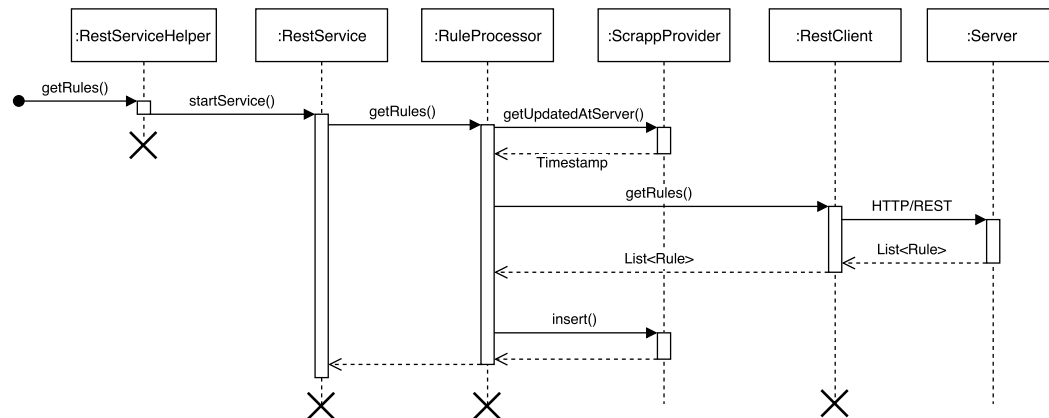 :RestServiceHelper
:RestService
:RuleProcessor
:ScrappProvider
:RestClient
:Server
getRules()
startService()
getRules()
getUpdatedAtServer()
Timestamp
getRules()
HTTP/REST
List<Rule>
List<Rule>
insert()